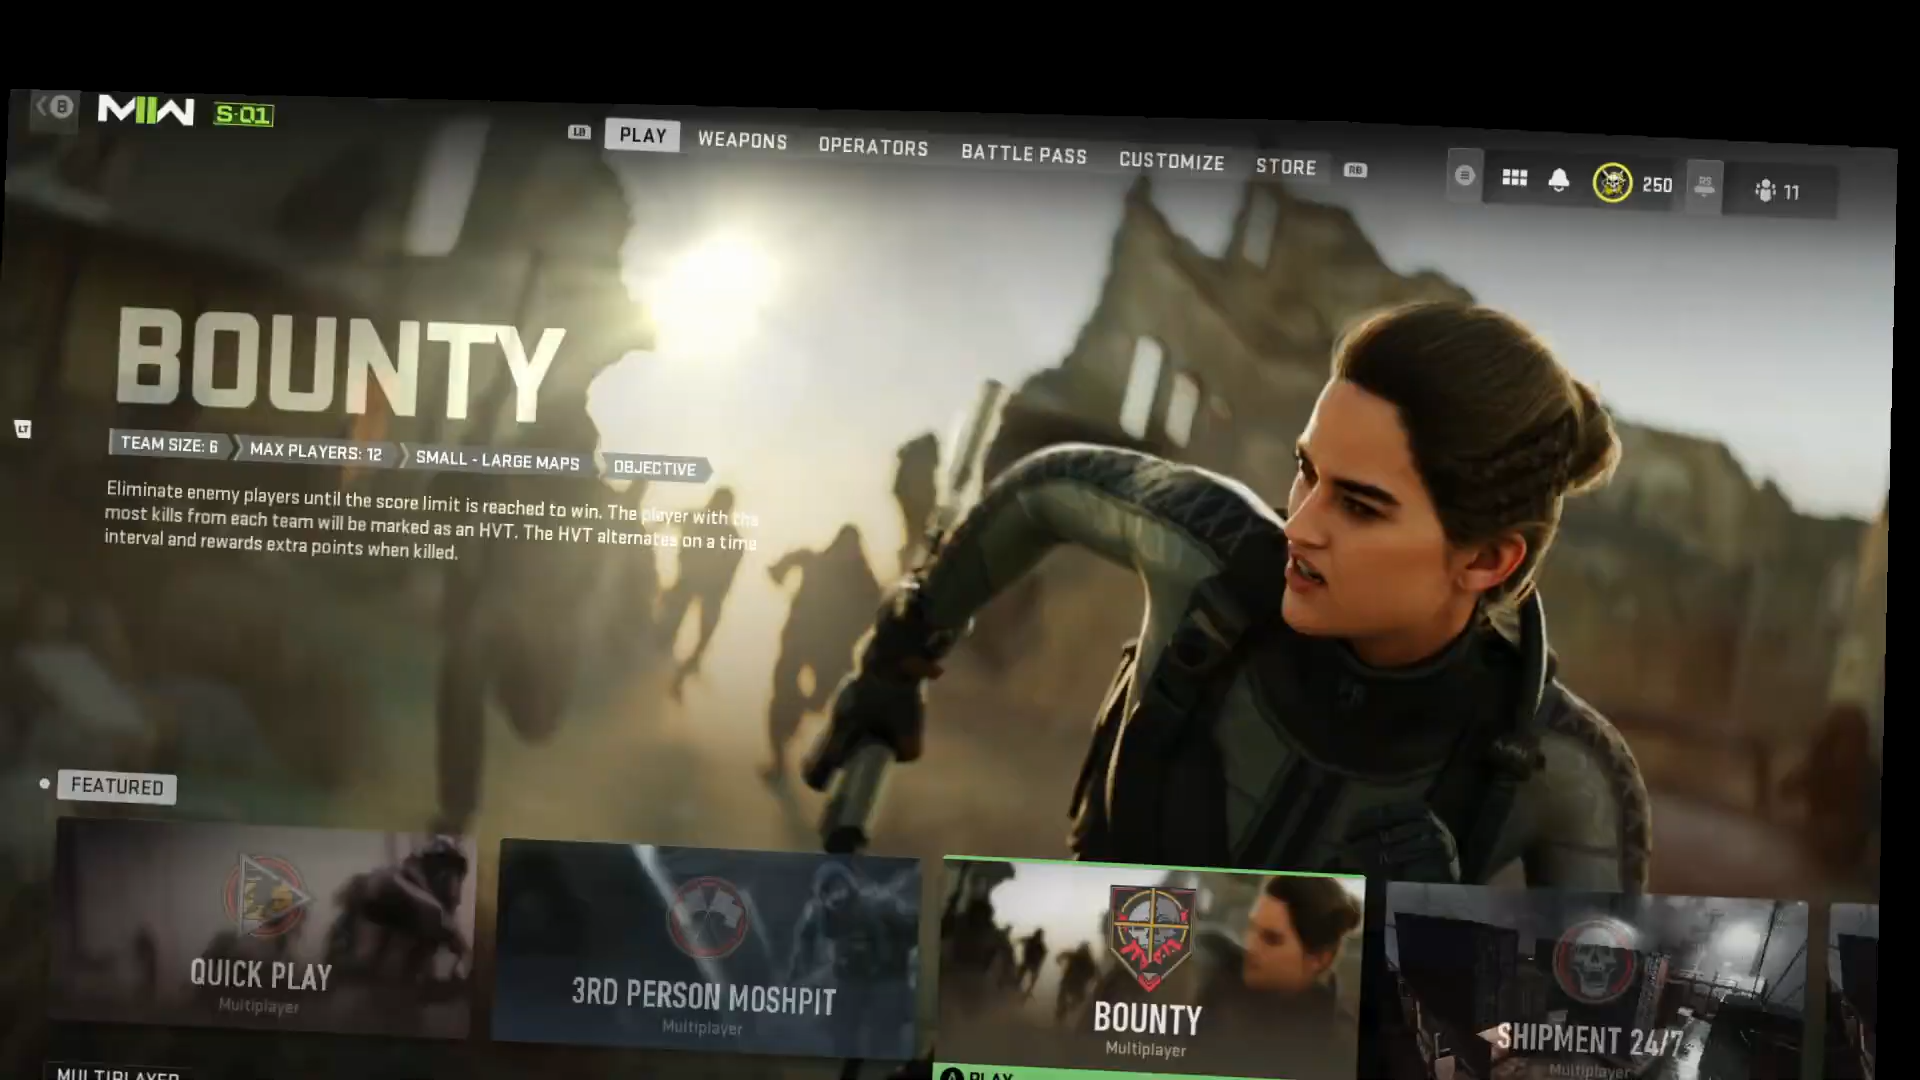 B
MIIW S:01
LB PLAY WEAPONS OPERATORS BATTLE PASS CUSTOMIZE STORE RB
250 RS 11
BOUNTY
LT
TEAM SIZE: 6 MAX PLAYERS: 12 SMALL - LARGE MAPS OBJECTIVE
Eliminate enemy players until the score limit is reached to win. The player with the
most kills from each team will be marked as an HVT. The HVT alternates on a time
interval and rewards extra points when killed.
FEATURED
QUICK PLAY
Multiplayer
3RD PERSON MOSHPIT
Multiplayer
BOUNTY
Multiplayer
SHIPMENT 24/7
Multiplayer
A PLAY
MULTIPLAYER